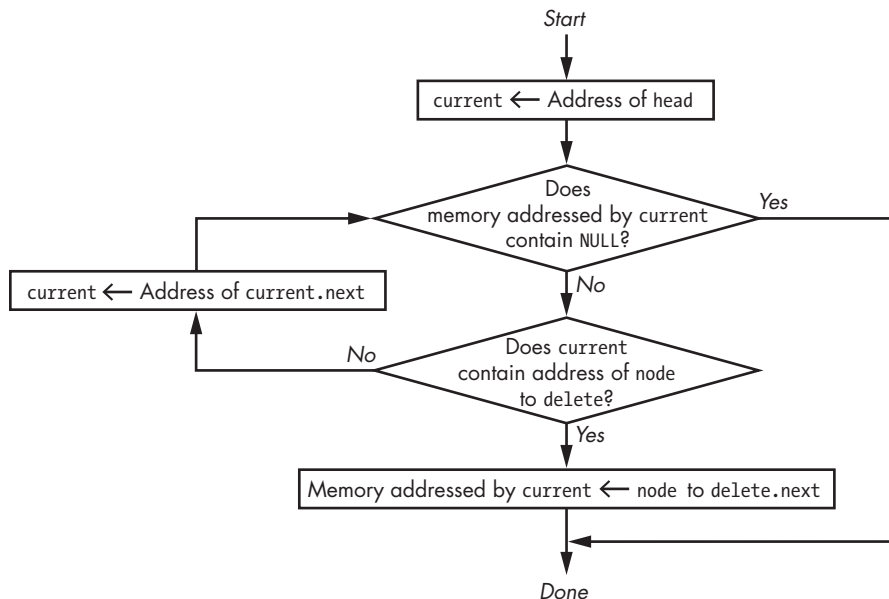 Start
current ← Address of head
Does
memory addressed by current
contain NULL?
Yes
current ← Address of current.next
No
Does current
contain address of node
to delete?
No
Yes
Memory addressed by current ← node to delete.next
Done